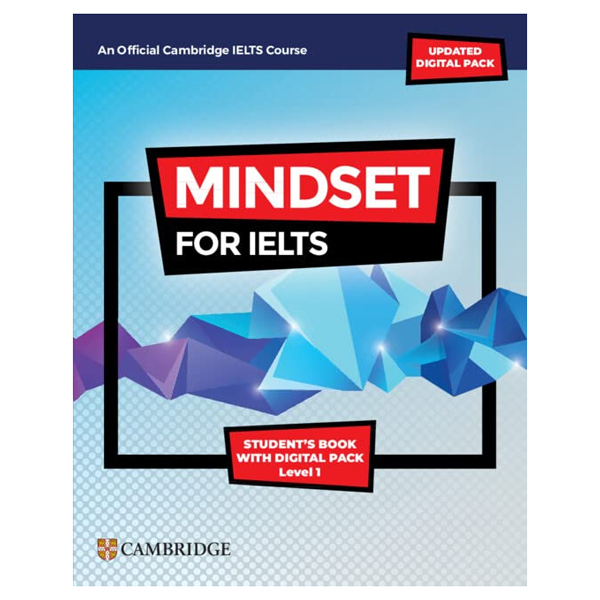 An Official Cambridge IELTS Course
UPDATED
DIGITAL PACK
MINDSET
FOR IELTS
STUDENT'S BOOK
WITH DIGITAL PACK
Level 1
CAMBRIDGE